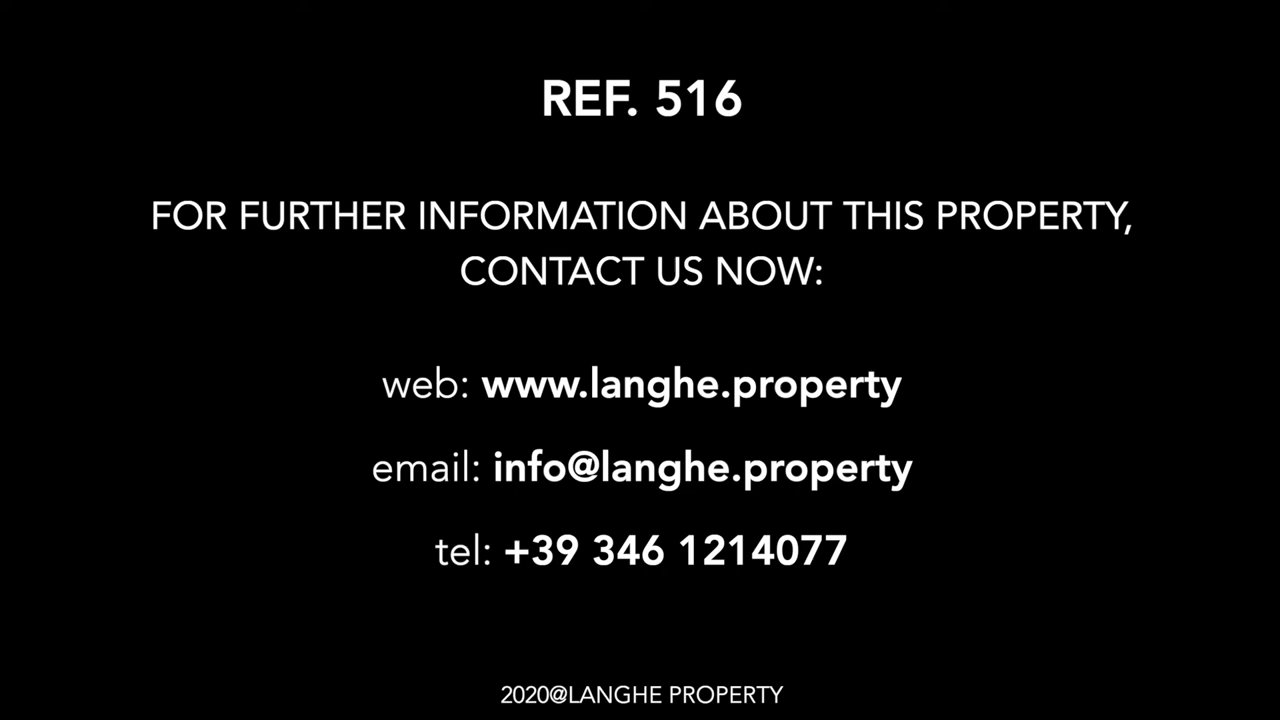 REF. 516
FOR FURTHER INFORMATION ABOUT THIS PROPERTY,
CONTACT US NOW:
web: www.langhe.property
email: info@langhe.property
tel: +39 346 1214077
2020@LANGHE PROPERTY